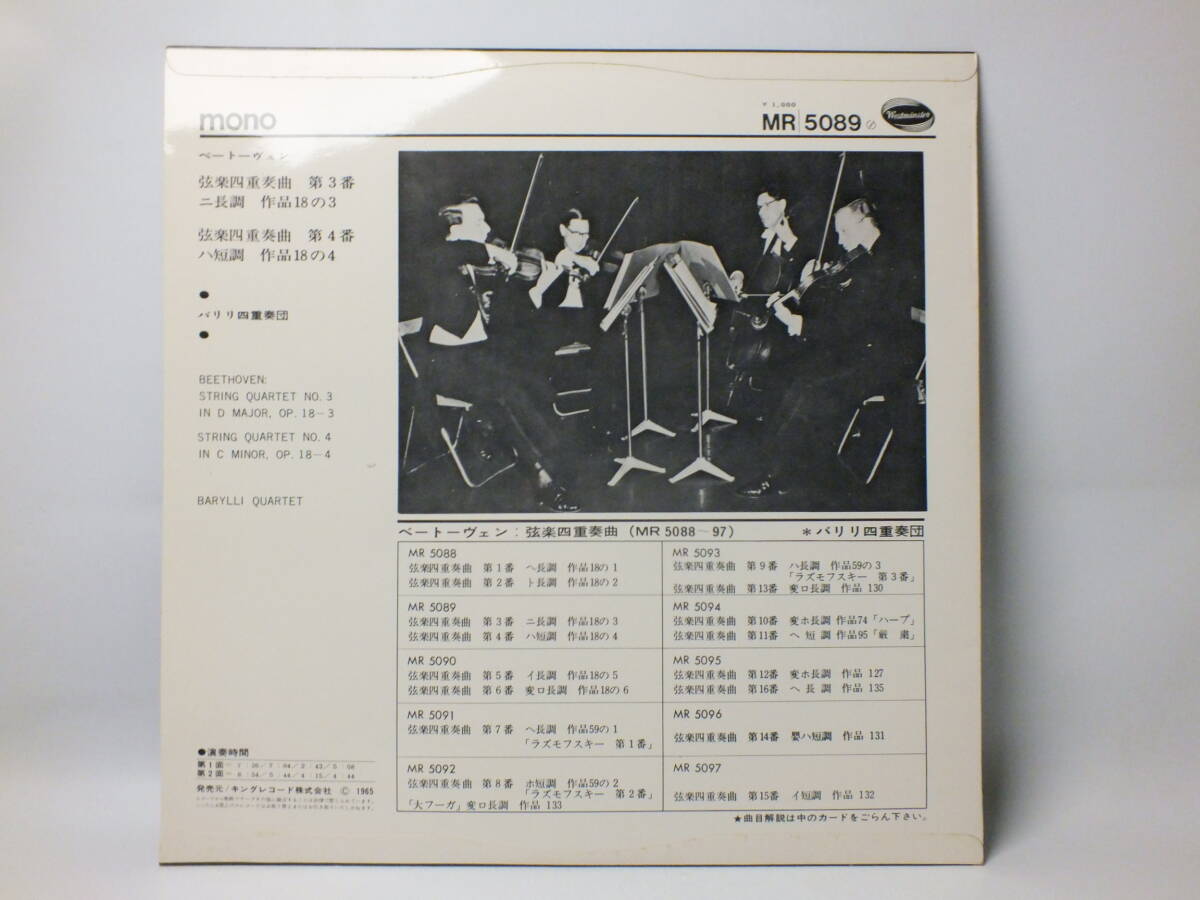 mono
¥1,000
MR 5089
Westminster
ベートーヴェン
弦楽四重奏曲 第3番
ニ長調 作品18の3
弦楽四重奏曲 第4番
ハ短調 作品18の4
●
バリリ四重奏団
●
BEETHOVEN:
STRING QUARTET NO. 3
IN D MAJOR, OP. 18-3
STRING QUARTET NO. 4
IN C MINOR, OP. 18-4
BARYLLI QUARTET
●演奏時間
第1面
第2面
発売元/キングレコード株式会社 Ⓒ 1965
ベートーヴェン:弦楽四重奏曲(MR 5088~97) *バリリ四重奏団
MR 5088
弦楽四重奏曲 第1番 ヘ長調 作品18の1
弦楽四重奏曲 第2番 ト長調 作品18の2
MR 5089
弦楽四重奏曲 第3番 ニ長調 作品18の3
弦楽四重奏曲 第4番 ハ短調 作品18の4
MR 5090
弦楽四重奏曲 第5番 イ長調 作品18の5
弦楽四重奏曲 第6番 変ロ長調 作品18の6
MR 5091
弦楽四重奏曲 第7番 ヘ長調 作品59の1
「ラズモフスキー 第1番」
MR 5092
弦楽四重奏曲 第8番 ホ短調 作品59の2
「ラズモフスキー 第2番」
「大フーガ」変ロ長調 作品 133
MR 5093
弦楽四重奏曲 第9番 ハ長調 作品59の3
「ラズモフスキー 第3番」
弦楽四重奏曲 第13番 変ロ長調 作品 130
MR 5094
弦楽四重奏曲 第10番 変ホ長調 作品74「ハープ」
弦楽四重奏曲 第11番 ヘ短調 作品95「厳粛」
MR 5095
弦楽四重奏曲 第12番 変ホ長調 作品 127
弦楽四重奏曲 第16番 ヘ長調 作品 135
MR 5096
弦楽四重奏曲 第14番 嬰ハ短調 作品 131
MR 5097
弦楽四重奏曲 第15番 イ短調 作品 132
★曲目解説は中のカードをごらん下さい。